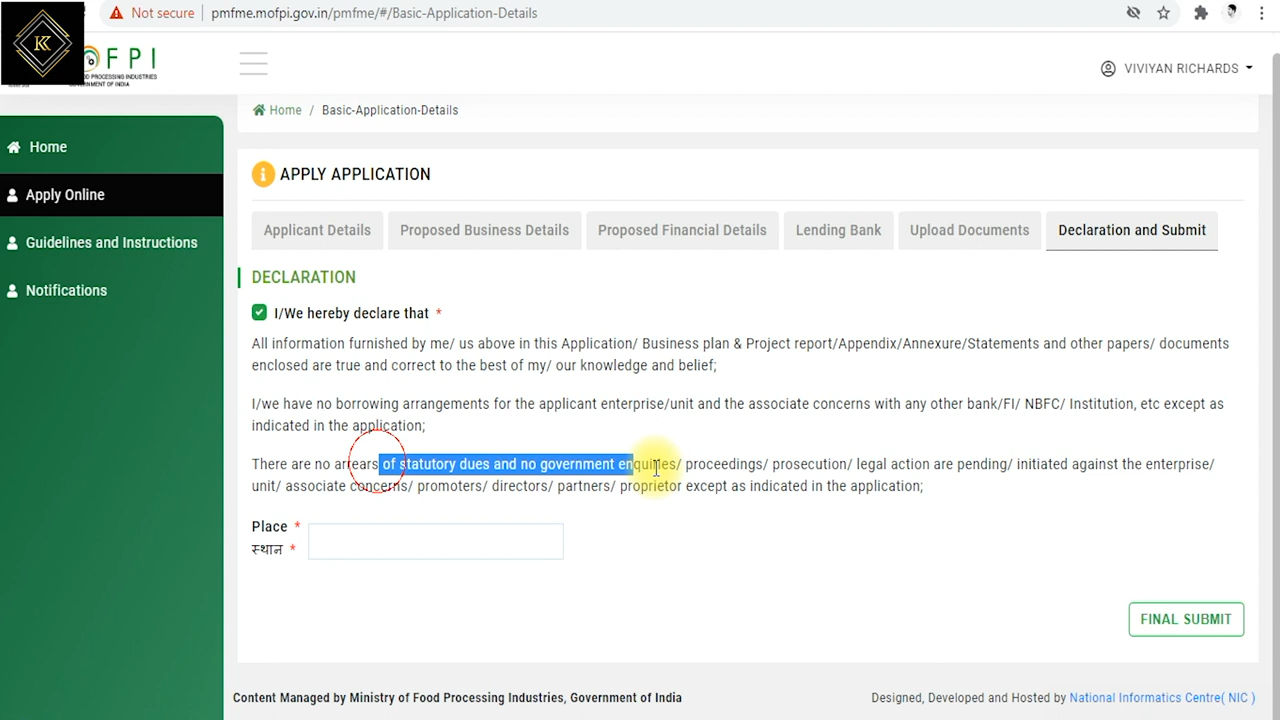 Not secure
pmfme.mofpi.gov.in/pmfme/#/Basic-Application-Details
K
OFPI
OOD PROCESSING INDUSTRIES
GOVERNMENT OF INDIA
VIVIYAN RICHARDS
Home / Basic-Application-Details
Home
Apply Online
Guidelines and Instructions
Notifications
APPLY APPLICATION
Applicant Details
Proposed Business Details
Proposed Financial Details
Lending Bank
Upload Documents
Declaration and Submit
DECLARATION
I/We hereby declare that *
All information furnished by me/ us above in this Application/ Business plan & Project report/Appendix/Annexure/Statements and other papers/ documents
enclosed are true and correct to the best of my/ our knowledge and belief;
I/we have no borrowing arrangements for the applicant enterprise/unit and the associate concerns with any other bank/FI/ NBFC/ Institution, etc except as
indicated in the application;
There are no arrears of statutory dues and no government enquiries/ proceedings/ prosecution/ legal action are pending/ initiated against the enterprise/
unit/ associate concerns/ promoters/ directors/ partners/ proprietor except as indicated in the application;
Place *
स्थान *
FINAL SUBMIT
Content Managed by Ministry of Food Processing Industries, Government of India
Designed, Developed and Hosted by National Informatics Centre( NIC )